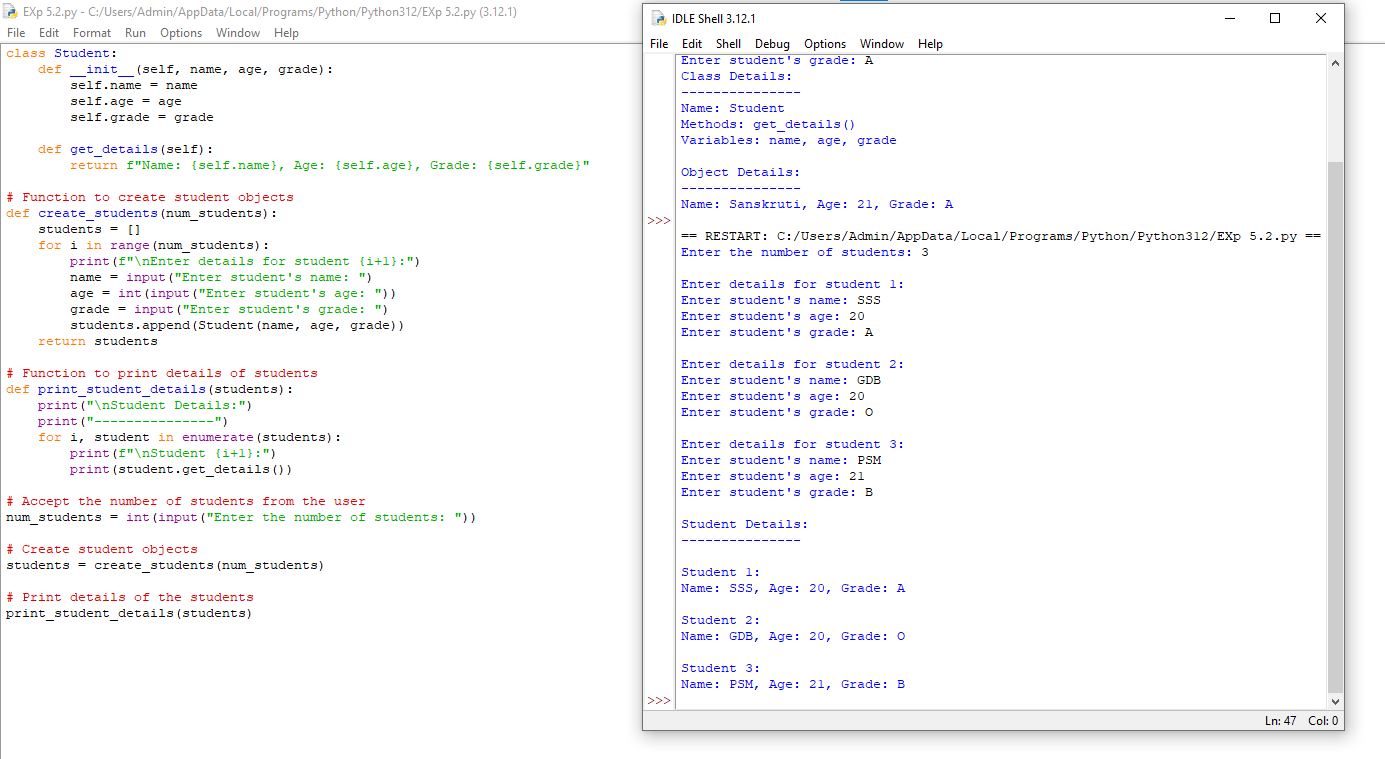 EXp 5.2.py - C:/Users/Admin/AppData/Local/Programs/Python/Python312/EXp 5.2.py (3.12.1)
File Edit Format Run Options Window Help
class Student:
    def __init__(self, name, age, grade):
        self.name = name
        self.age = age
        self.grade = grade
    def get_details(self):
        return f"Name: {self.name}, Age: {self.age}, Grade: {self.grade}"
# Function to create student objects
def create_students(num_students):
    students = []
    for i in range(num_students):
        print(f"\nEnter details for student {i+1}:")
        name = input("Enter student's name: ")
        age = int(input("Enter student's age: "))
        grade = input("Enter student's grade: ")
        students.append(Student(name, age, grade))
    return students
# Function to print details of students
def print_student_details(students):
    print("\nStudent Details:")
    print("---------------")
    for i, student in enumerate(students):
        print(f"\nStudent {i+1}:")
        print(student.get_details())
# Accept the number of students from the user
num_students = int(input("Enter the number of students: "))
# Create student objects
students = create_students(num_students)
# Print details of the students
print_student_details(students)
IDLE Shell 3.12.1
File Edit Shell Debug Options Window Help
Enter student's grade: A
Class Details:
---------------
Name: Student
Methods: get_details()
Variables: name, age, grade
Object Details:
---------------
Name: Sanskruti, Age: 21, Grade: A
>>>
== RESTART: C:/Users/Admin/AppData/Local/Programs/Python/Python312/EXp 5.2.py ==
Enter the number of students: 3
Enter details for student 1:
Enter student's name: SSS
Enter student's age: 20
Enter student's grade: A
Enter details for student 2:
Enter student's name: GDB
Enter student's age: 20
Enter student's grade: O
Enter details for student 3:
Enter student's name: PSM
Enter student's age: 21
Enter student's grade: B
Student Details:
---------------
Student 1:
Name: SSS, Age: 20, Grade: A
Student 2:
Name: GDB, Age: 20, Grade: O
Student 3:
Name: PSM, Age: 21, Grade: B
>>>
Ln: 47 Col: 0